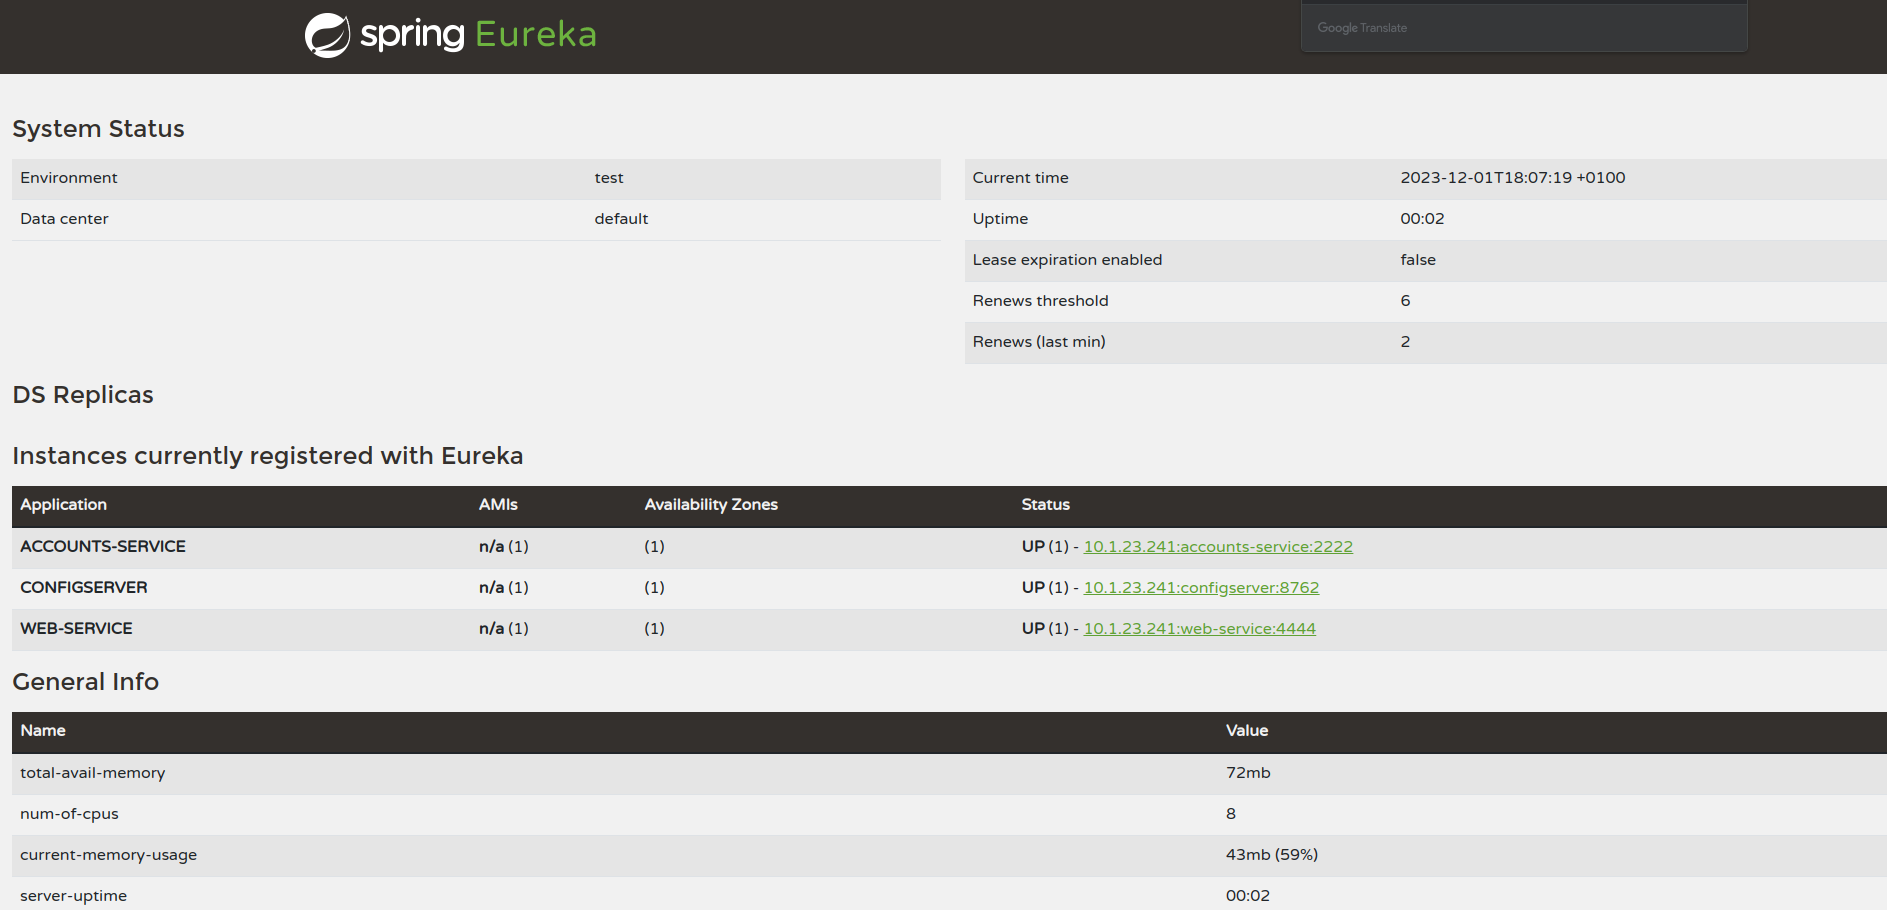 spring Eureka
Google Translate
System Status
Environment test
Data center default
Current time 2023-12-01T18:07:19 +0100
Uptime 00:02
Lease expiration enabled false
Renews threshold 6
Renews (last min) 2
DS Replicas
Instances currently registered with Eureka
Application AMIs Availability Zones Status
ACCOUNTS-SERVICE n/a (1) (1) UP (1) - 10.1.23.241:accounts-service:2222
CONFIGSERVER n/a (1) (1) UP (1) - 10.1.23.241:configserver:8762
WEB-SERVICE n/a (1) (1) UP (1) - 10.1.23.241:web-service:4444
General Info
Name Value
total-avail-memory 72mb
num-of-cpus 8
current-memory-usage 43mb (59%)
server-uptime 00:02